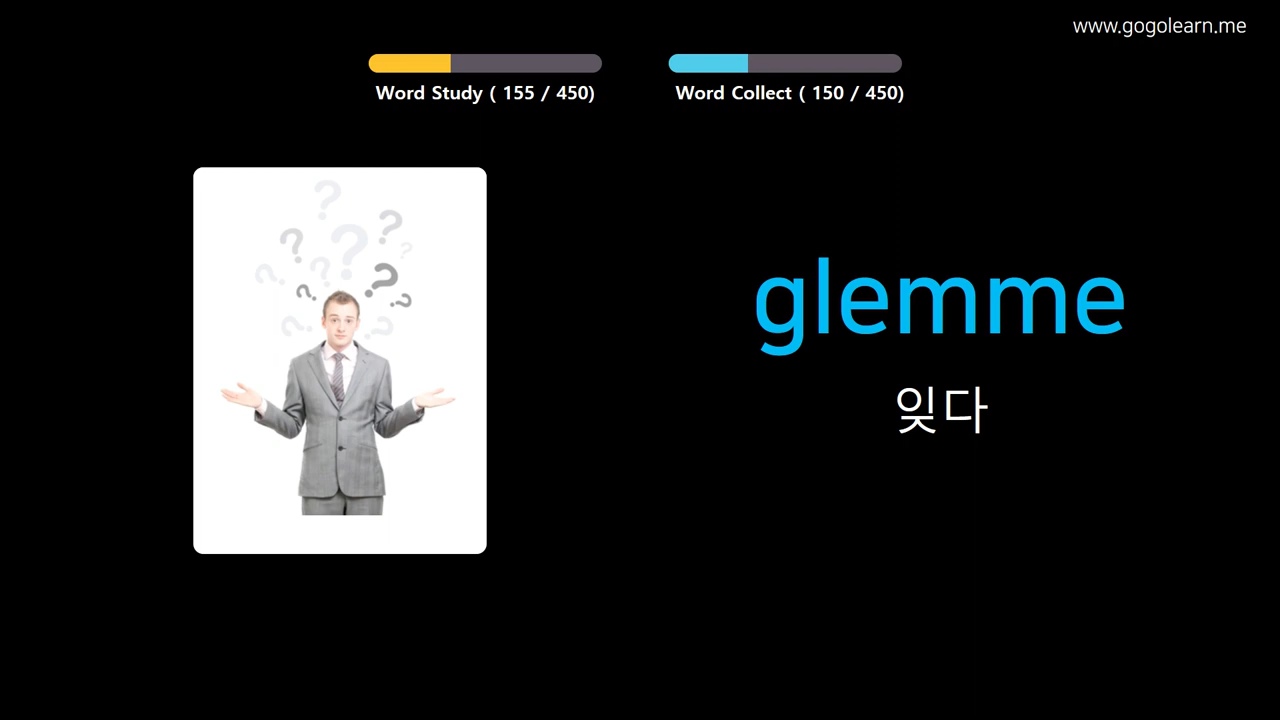 www.gogolearn.me
Word Study ( 155 / 450)
Word Collect ( 150 / 450)
? ? ? ? ? ? ? ? ? ? ? ?
glemme
잊다